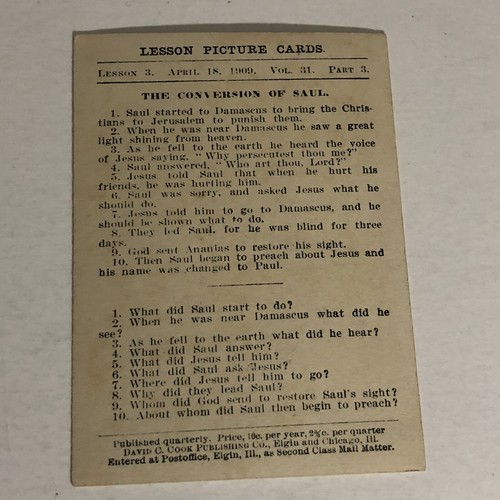 LESSON PICTURE CARDS.
LESSON 3. APRIL 18, 1909. VOL. 31. PART 3.
THE CONVERSION OF SAUL.
1. Saul started to Damascus to bring the Chris-
tians to Jerusalem to punish them.
2. When he was near Damascus he saw a great
light shining from heaven.
3. As he fell to the earth he heard the voice
of Jesus saying, "Why persecutest thou me?"
4. Saul answered, "Who art thou, Lord?"
5. Jesus told Saul that when he hurt his
friends, he was hurting him.
6. Saul was sorry, and asked Jesus what he
should do.
7. Jesus told him to go to Damascus, and he
should be shown what to do.
8. They led Saul, for he was blind for three
days.
9. God sent Ananias to restore his sight.
10. Then Saul began to preach about Jesus and
his name was changed to Paul.
1. What did Saul start to do?
2. When he was near Damascus what did he
see?
3. As he fell to the earth what did he hear?
4. What did Saul answer?
5. What did Jesus tell him?
6. What did Saul ask Jesus?
7. Where did Jesus tell him to go?
8. Why did they lead Saul?
9. Whom did God send to restore Saul's sight?
10. About whom did Saul then begin to preach?
Published quarterly. Price, 10c. per year, 2½c. per quarter
DAVID C. COOK PUBLISHING CO., Elgin and Chicago, Ill.
Entered at Postoffice, Elgin, Ill., as Second Class Mail Matter.